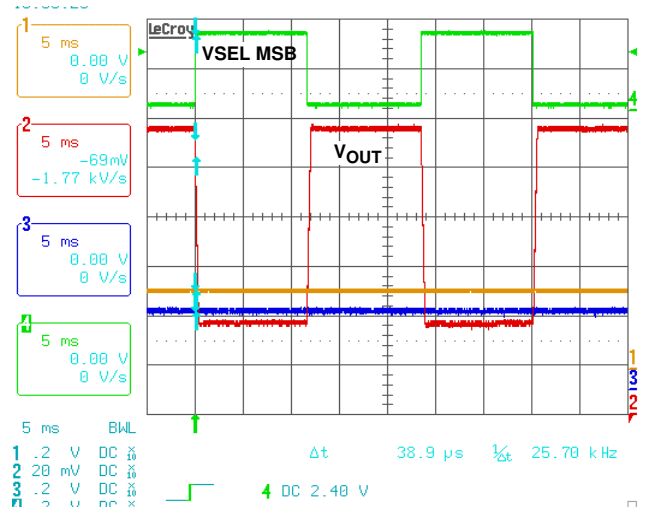 LeCroy
1
5 ms
0.00 V
0 V/s
VSEL MSB
4
2
5 ms
-69mV
-1.77 kV/s
VOUT
3
5 ms
0.00 V
0 V/s
4
5 ms
0.00 V
0 V/s
1
3
2
5 ms BWL
1 .2 V DC X10
2 20 mV DC X10
3 .2 V DC X10
.2 V DC X10
Δt 38.9 µs 1/Δt 25.70 kHz
4 DC 2.40 V